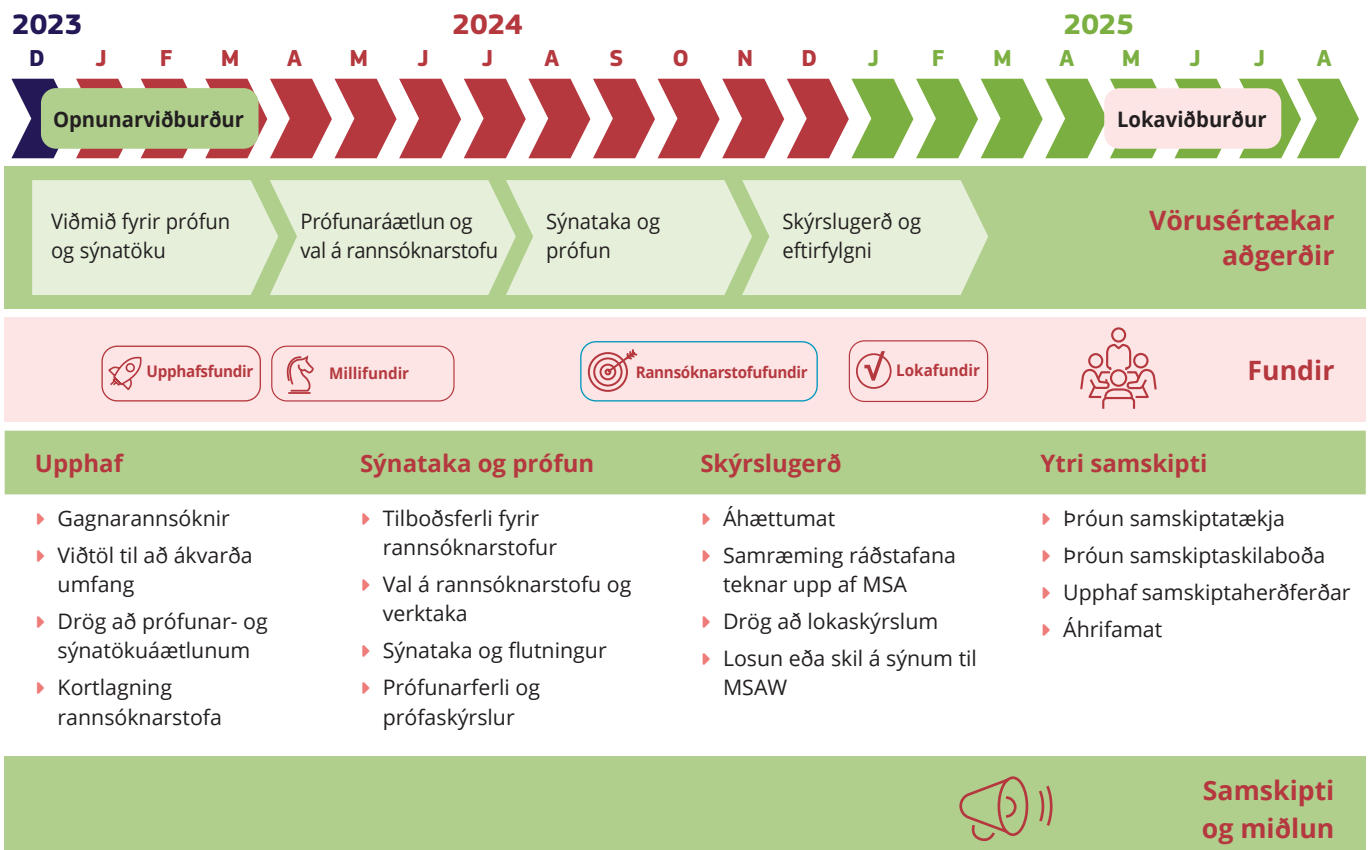 2023
2024
2025
D J F M A M J J A S O N D J F M A M J J A
Opnunarviðburður
Lokaviðburður
Viðmið fyrir prófun
og sýnatöku
Prófunaráætlun og
val á rannsóknarstofu
Sýnataka og
prófun
Skýrslugerð og
eftirfylgni
Vörusértækar
aðgerðir
Upphafsfundir
Millifundir
Rannsóknarstofufundir
Lokafundir
Fundir
Upphaf
Gagnarannsóknir
Viðtöl til að ákvarða
umfang
Drög að prófunar- og
sýnatökuáætlunum
Kortlagning
rannsóknarstofa
Sýnataka og prófun
Tilboðsferli fyrir
rannsóknarstofur
Val á rannsóknarstofu og
verktaka
Sýnataka og flutningur
Prófunarferli og
prófaskýrslur
Skýrslugerð
Áhættumat
Samræming ráðstafana
teknar upp af MSA
Drög að lokaskýrslum
Losun eða skil á sýnum til
MSAW
Ytri samskipti
Þróun samskiptatækja
Þróun samskiptaskilaboða
Upphaf samskiptaherðferðar
Áhrifamat
Samskipti
og miðlun